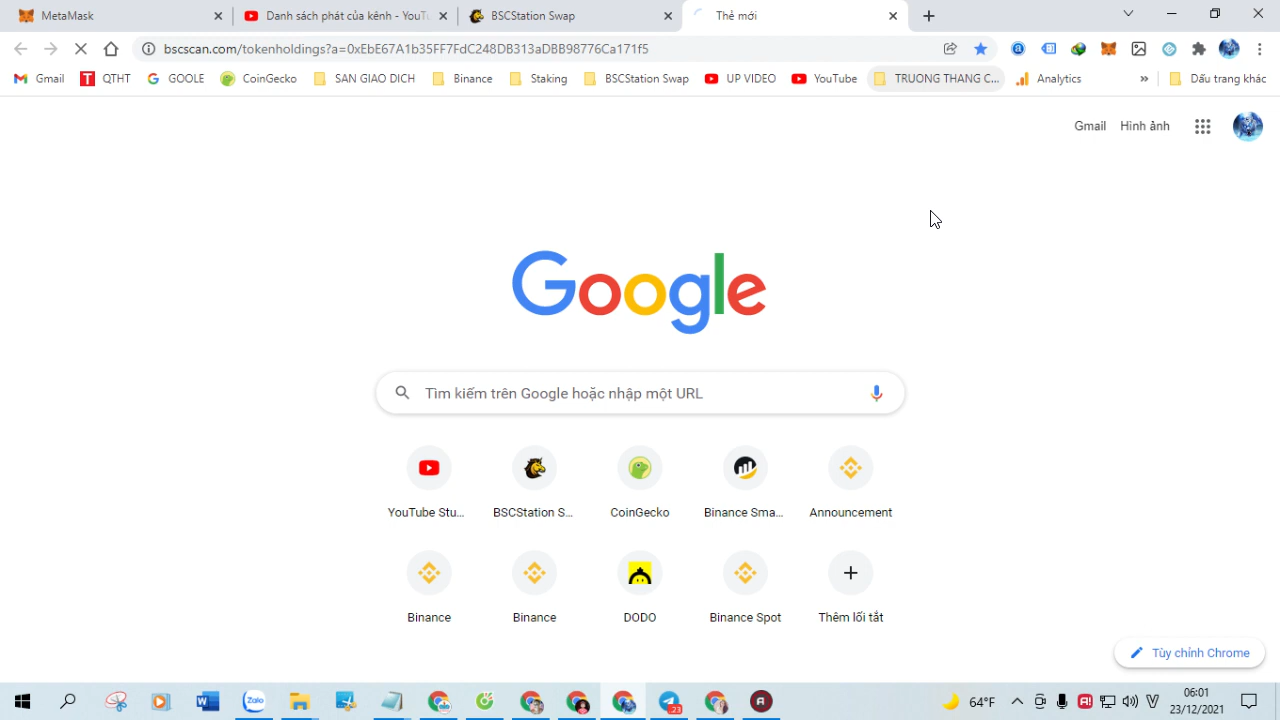 MetaMask
Danh sách phát của kênh - YouTu
BSCStation Swap
Thẻ mới
bscscan.com/tokenholdings?a=0xEbE67A1b35FF7FdC248DB313aDBB98776Ca171f5
Gmail
QTHT
GOOLE
CoinGecko
SAN GIAO DICH
Binance
Staking
BSCStation Swap
UP VIDEO
YouTube
TRUONG THANG C...
Analytics
»
Dấu trang khác
Gmail
Hình ảnh
Google
Tìm kiếm trên Google hoặc nhập một URL
YouTube Stu...
BSCStation S...
CoinGecko
Binance Sma...
Announcement
Binance
Binance
DODO
Binance Spot
Thêm lối tắt
Tùy chỉnh Chrome
Zalo
23
64°F
06:01
23/12/2021